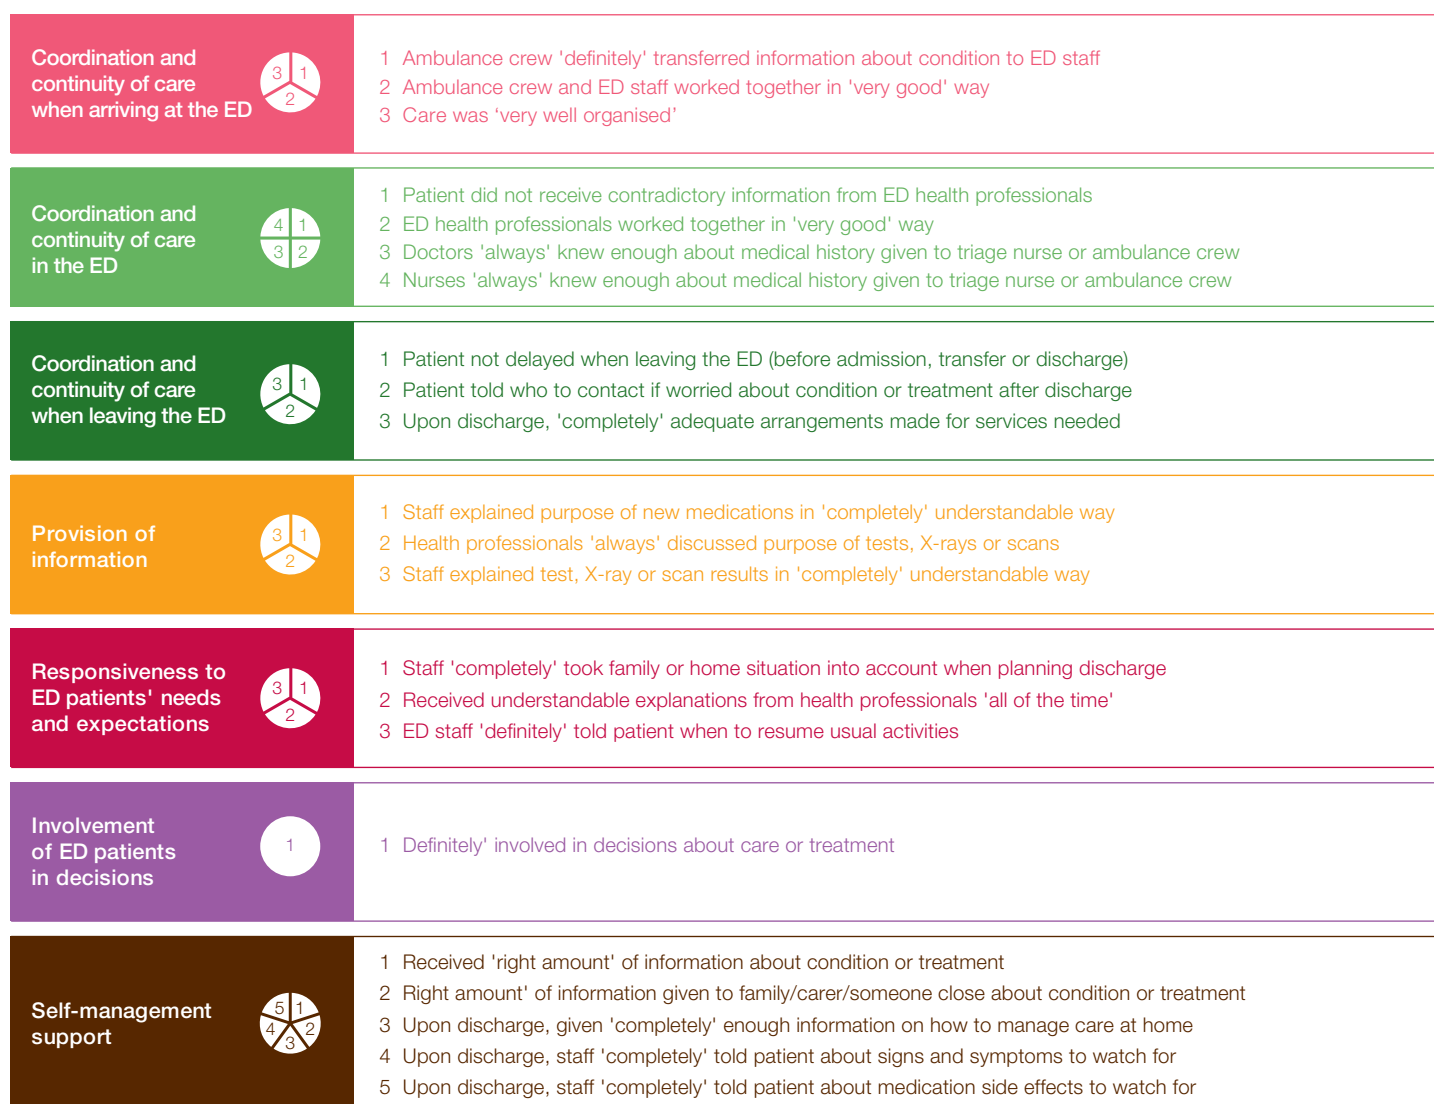 Coordination and
continuity of care
when arriving at the ED
3 1
2
1 Ambulance crew 'definitely' transferred information about condition to ED staff
2 Ambulance crew and ED staff worked together in 'very good' way
3 Care was ‘very well organised’
Coordination and
continuity of care
in the ED
4 1
3 2
1 Patient did not receive contradictory information from ED health professionals
2 ED health professionals worked together in 'very good' way
3 Doctors 'always' knew enough about medical history given to triage nurse or ambulance crew
4 Nurses 'always' knew enough about medical history given to triage nurse or ambulance crew
Coordination and
continuity of care
when leaving the ED
3 1
2
1 Patient not delayed when leaving the ED (before admission, transfer or discharge)
2 Patient told who to contact if worried about condition or treatment after discharge
3 Upon discharge, 'completely' adequate arrangements made for services needed
Provision of
information
3 1
2
1 Staff explained purpose of new medications in 'completely' understandable way
2 Health professionals 'always' discussed purpose of tests, X-rays or scans
3 Staff explained test, X-ray or scan results in 'completely' understandable way
Responsiveness to
ED patients' needs
and expectations
3 1
2
1 Staff 'completely' took family or home situation into account when planning discharge
2 Received understandable explanations from health professionals 'all of the time'
3 ED staff 'definitely' told patient when to resume usual activities
Involvement
of ED patients
in decisions
1
1 Definitely' involved in decisions about care or treatment
Self-management
support
5 1
4 2
3
1 Received 'right amount' of information about condition or treatment
2 Right amount' of information given to family/carer/someone close about condition or treatment
3 Upon discharge, given 'completely' enough information on how to manage care at home
4 Upon discharge, staff 'completely' told patient about signs and symptoms to watch for
5 Upon discharge, staff 'completely' told patient about medication side effects to watch for